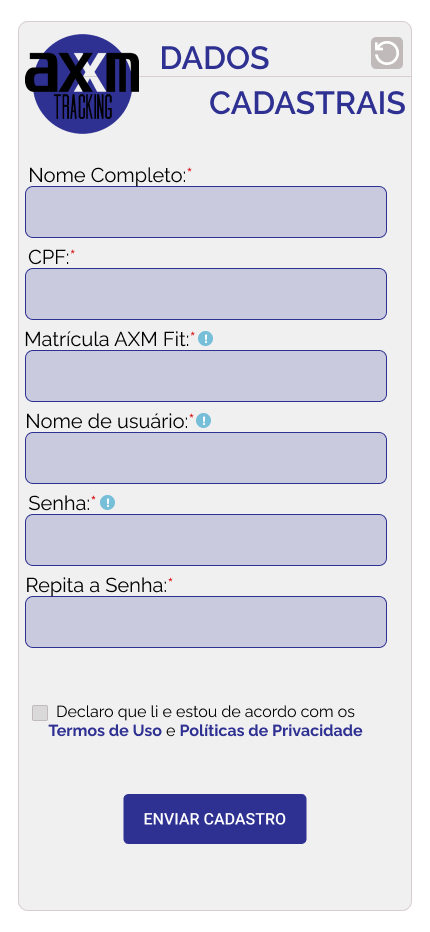 axxm
TRACKING
DADOS
CADASTRAIS
Nome Completo:*
CPF:*
Matrícula AXM Fit:* !
Nome de usuário:* !
Senha:* !
Repita a Senha:*
Declaro que li e estou de acordo com os
Termos de Uso e Políticas de Privacidade
ENVIAR CADASTRO